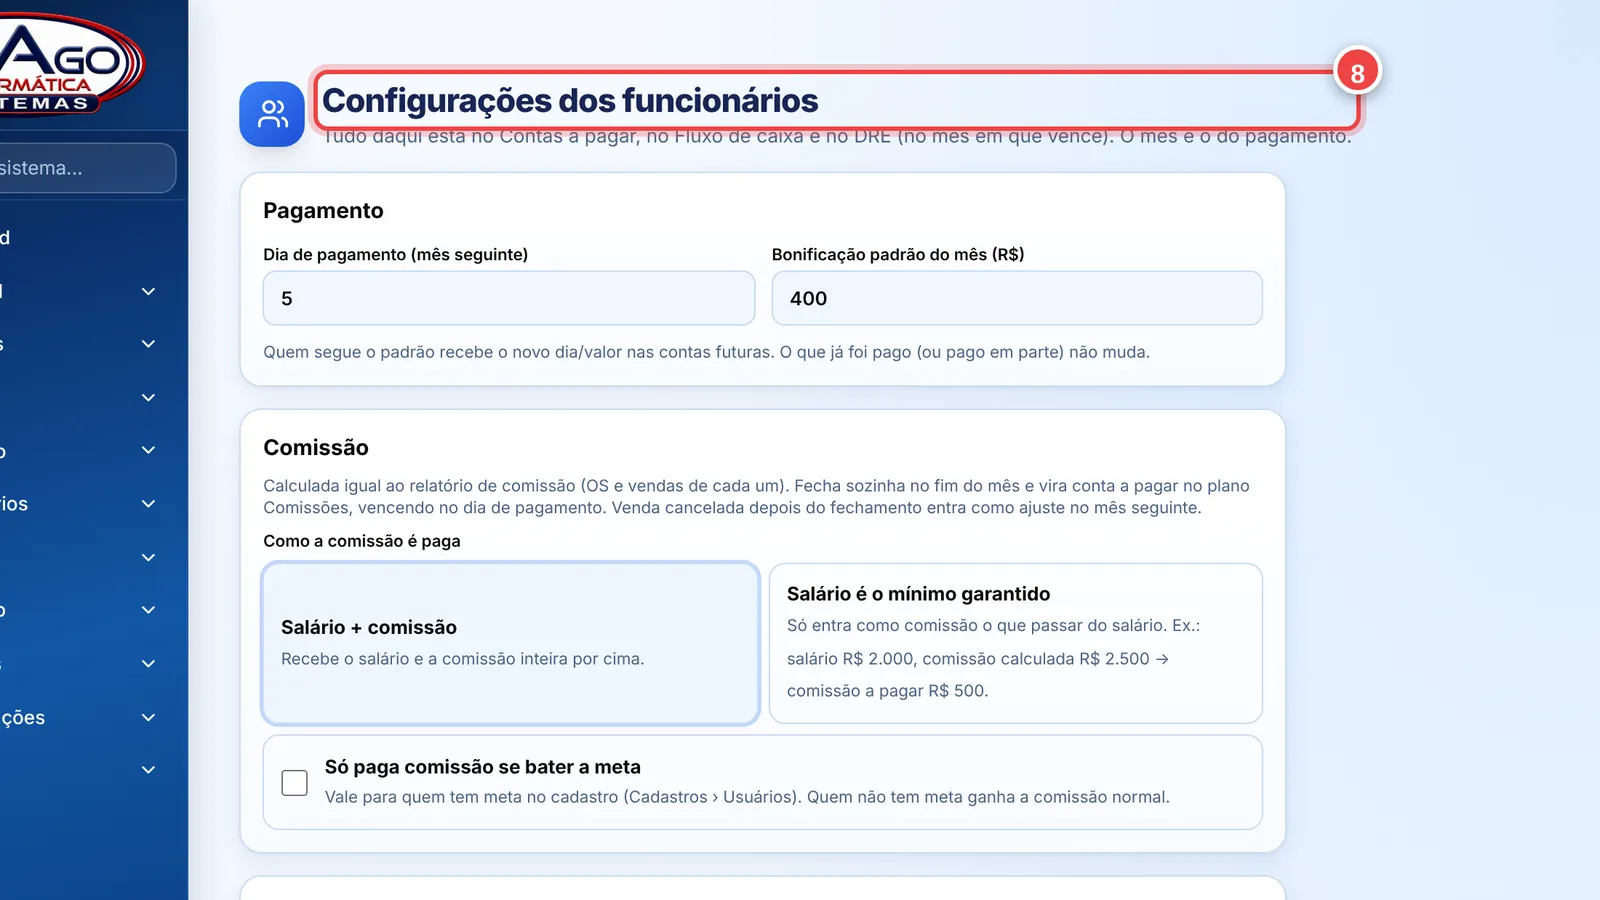 AGO
RMÁTICA
TEMAS
sistema...
d
s
o
ios
o
s
ções
8
Configurações dos funcionários
Tudo daqui está no Contas a pagar, no Fluxo de caixa e no DRE (no mês em que vence). O mês é o do pagamento.
Pagamento
Dia de pagamento (mês seguinte)
Bonificação padrão do mês (R$)
5
400
Quem segue o padrão recebe o novo dia/valor nas contas futuras. O que já foi pago (ou pago em parte) não muda.
Comissão
Calculada igual ao relatório de comissão (OS e vendas de cada um). Fecha sozinha no fim do mês e vira conta a pagar no plano
Comissões, vencendo no dia de pagamento. Venda cancelada depois do fechamento entra como ajuste no mês seguinte.
Como a comissão é paga
Salário + comissão
Recebe o salário e a comissão inteira por cima.
Salário é o mínimo garantido
Só entra como comissão o que passar do salário. Ex.:
salário R$ 2.000, comissão calculada R$ 2.500 →
comissão a pagar R$ 500.
Só paga comissão se bater a meta
Vale para quem tem meta no cadastro (Cadastros › Usuários). Quem não tem meta ganha a comissão normal.